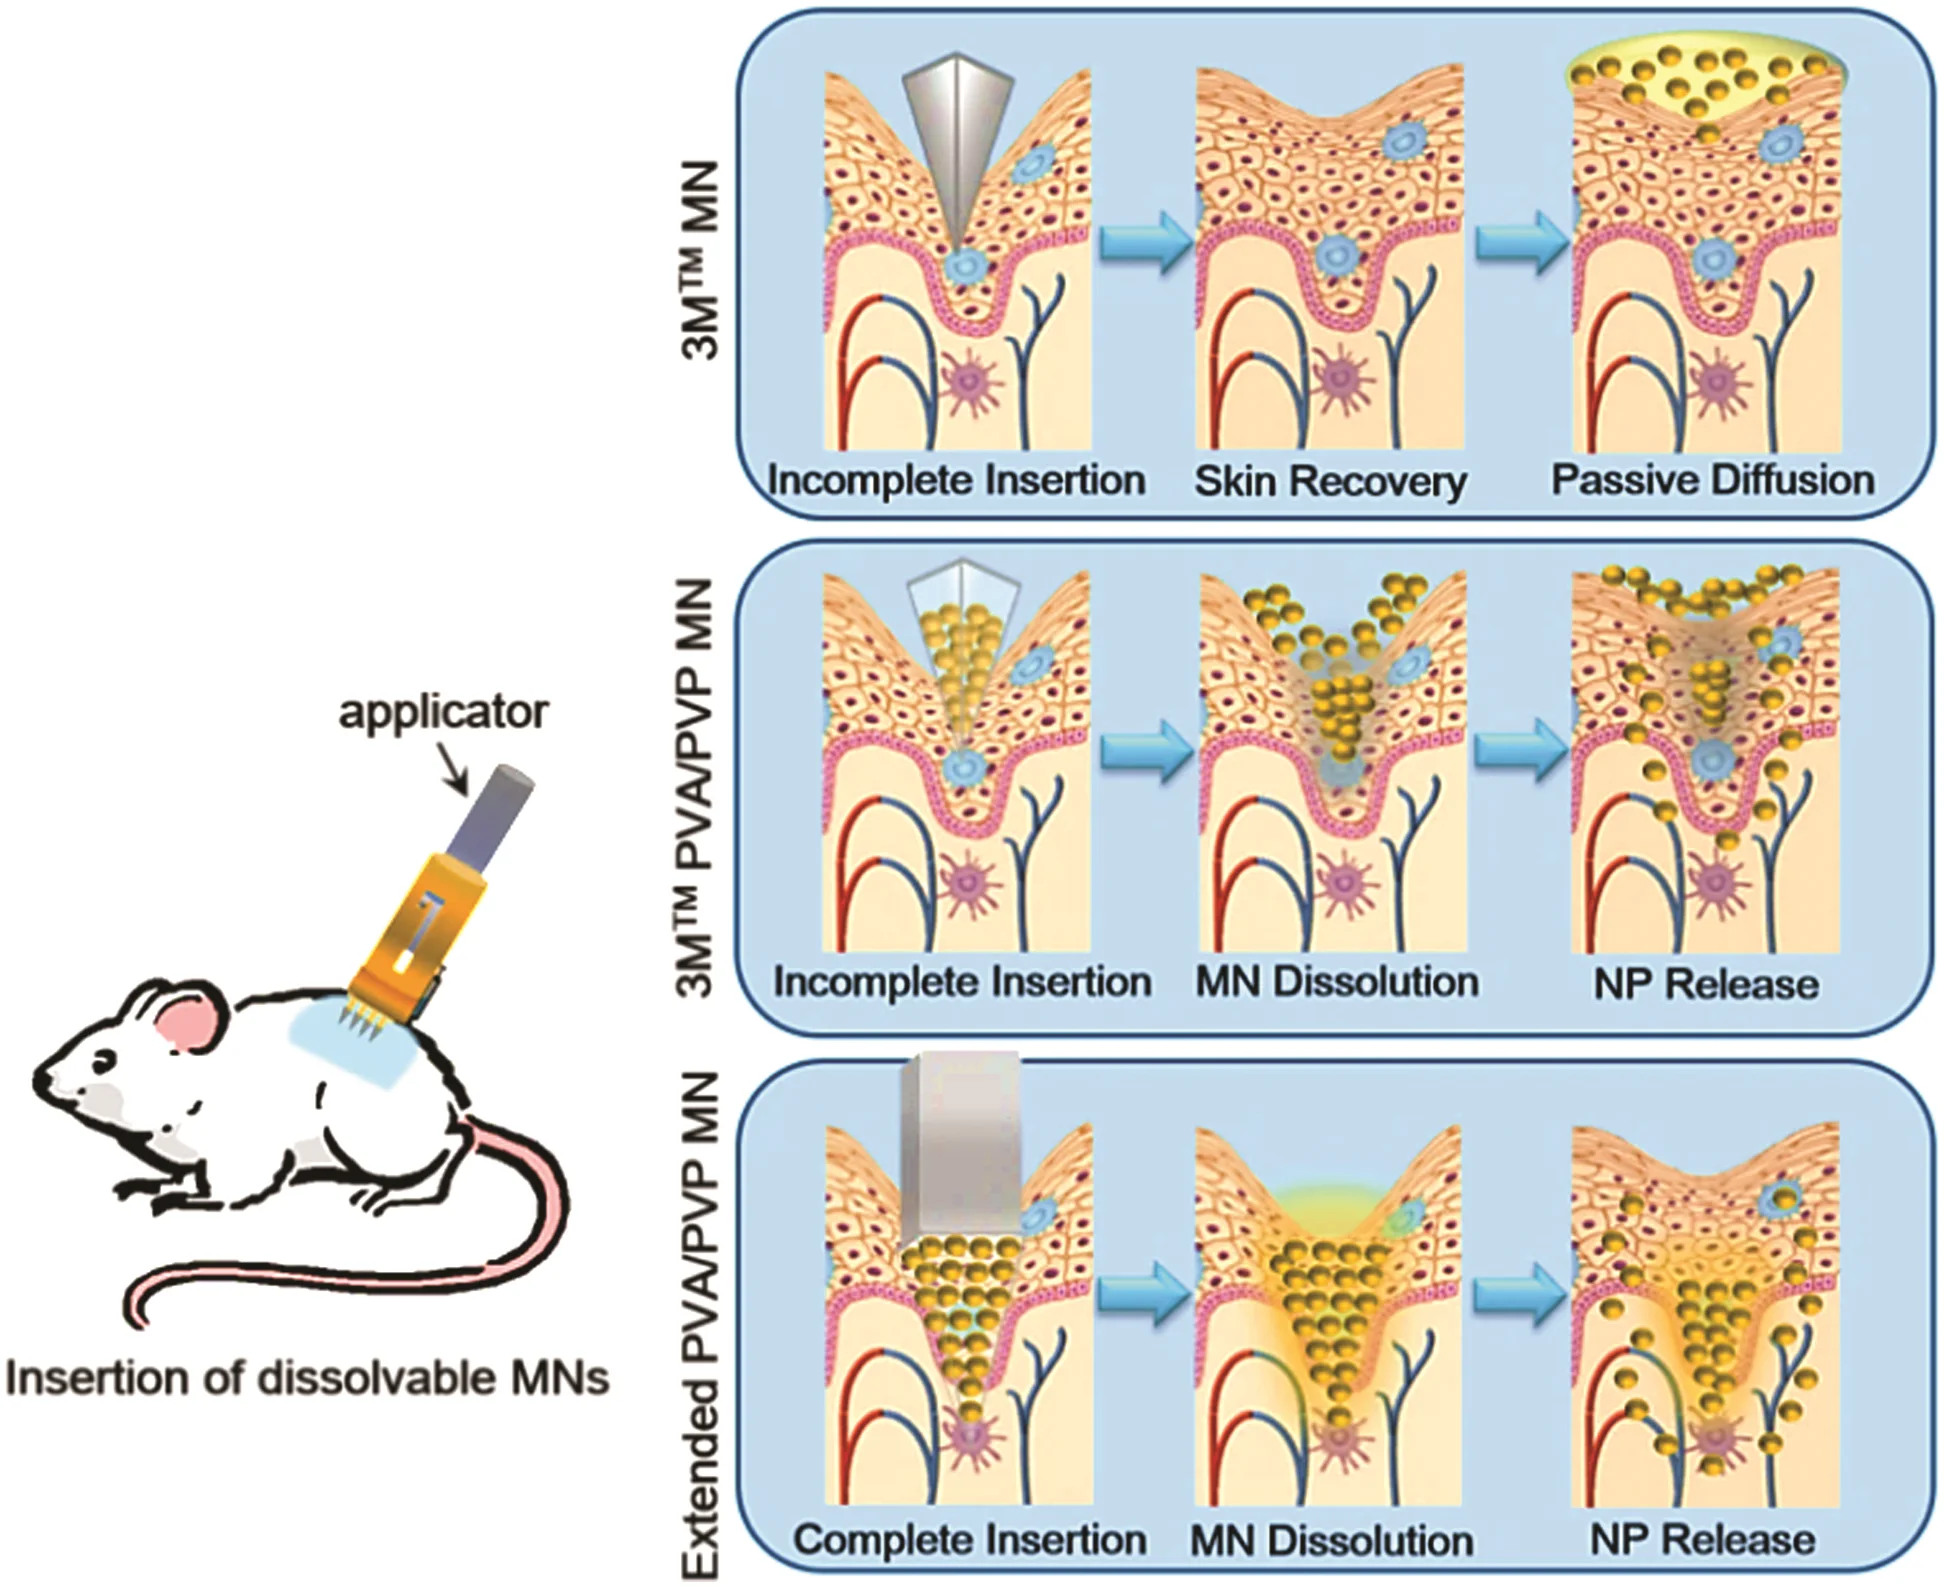 applicator
Insertion of dissolvable MNs
3M™ MN
Incomplete Insertion
Skin Recovery
Passive Diffusion
3M™ PVA/PVP MN
Incomplete Insertion
MN Dissolution
NP Release
Extended PVA/PVP MN
Complete Insertion
MN Dissolution
NP Release